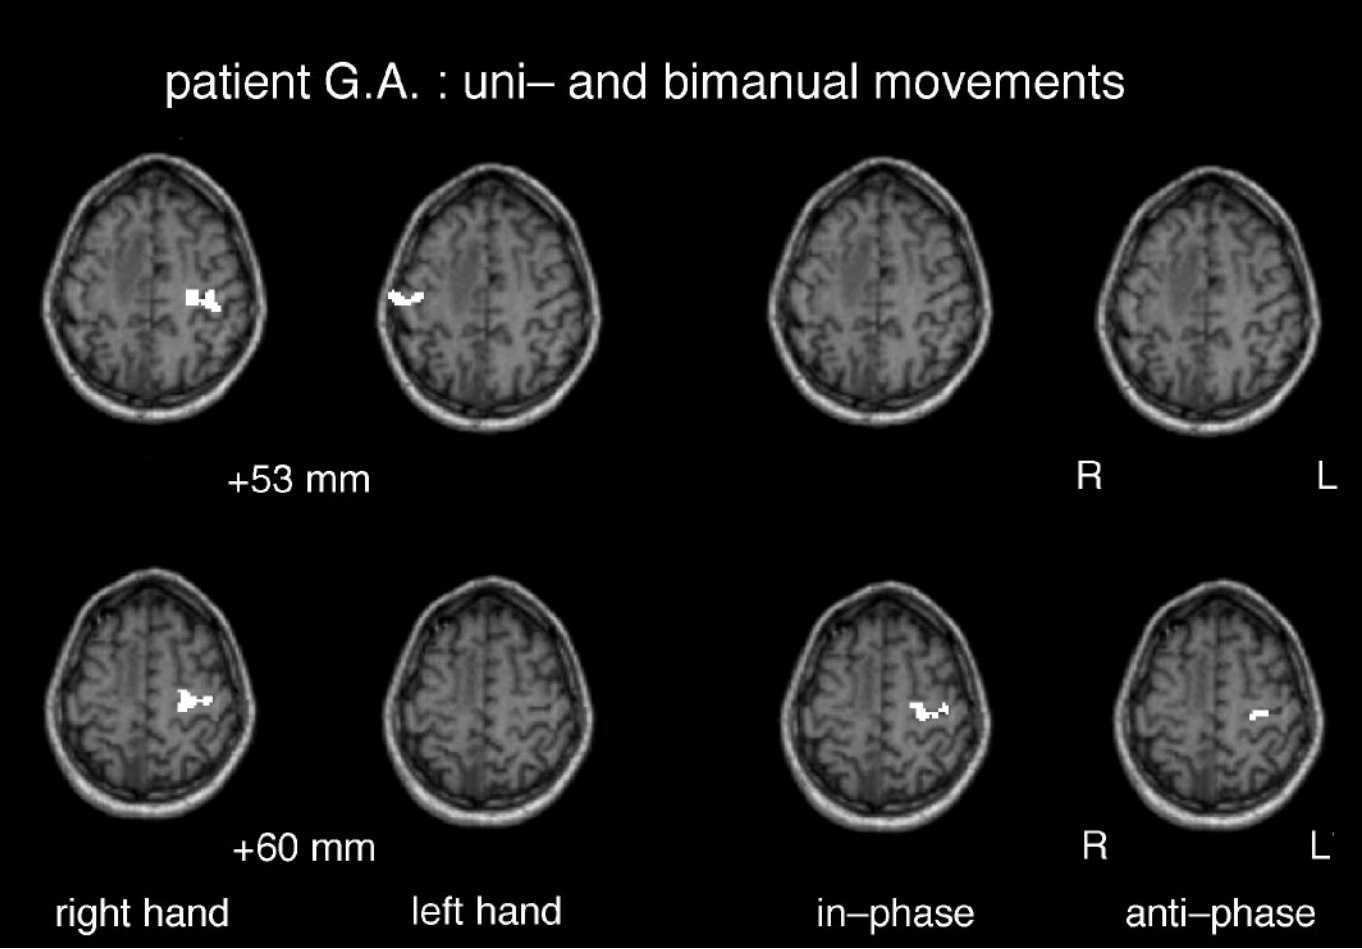 patient G.A. : uni– and bimanual movements
+53 mm
R L
+60 mm
R L
right hand left hand in–phase anti–phase